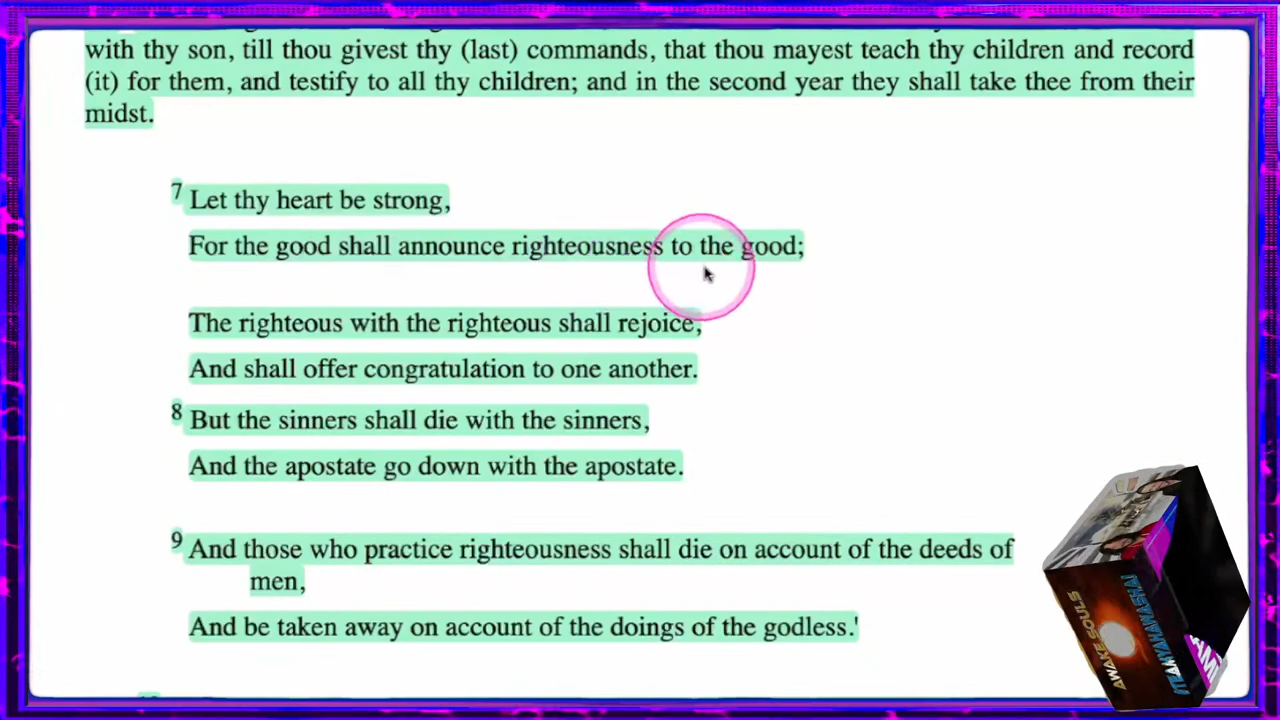 with thy son, till thou givest thy (last) commands, that thou mayest teach thy children and record
(it) for them, and testify to all thy children; and in the second year they shall take thee from their
midst.
7 Let thy heart be strong,
For the good shall announce righteousness to the good;
The righteous with the righteous shall rejoice,
And shall offer congratulation to one another.
8 But the sinners shall die with the sinners,
And the apostate go down with the apostate.
9 And those who practice righteousness shall die on account of the deeds of
men,
And be taken away on account of the doings of the godless.'
AWAKE SOULS